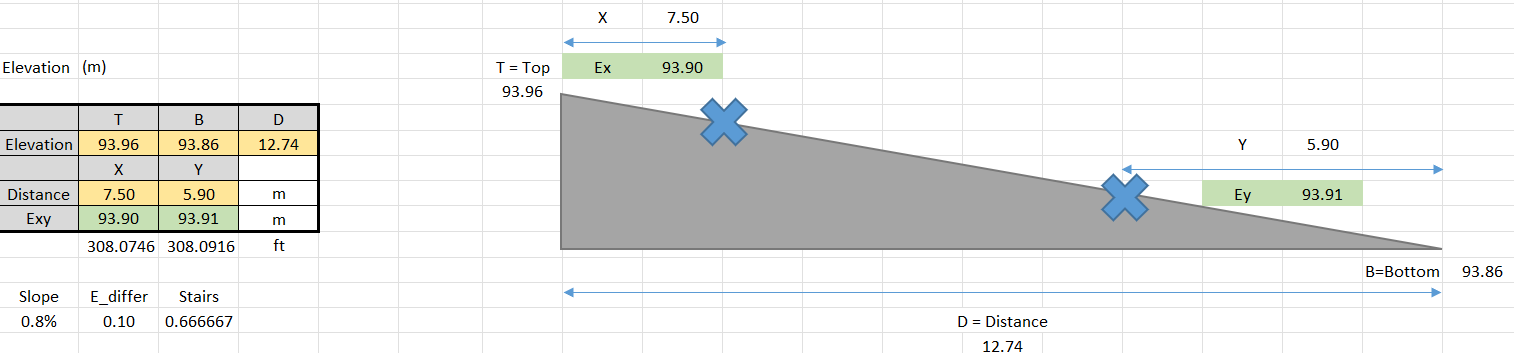 X 7.50
Elevation (m) T = Top Ex 93.90
93.96
T B D
Elevation 93.96 93.86 12.74 Y 5.90
X Y
Distance 7.50 5.90 m Ey 93.91
Exy 93.90 93.91 m
308.0746 308.0916 ft
B=Bottom 93.86
Slope E_differ Stairs
0.8% 0.10 0.666667 D = Distance
12.74